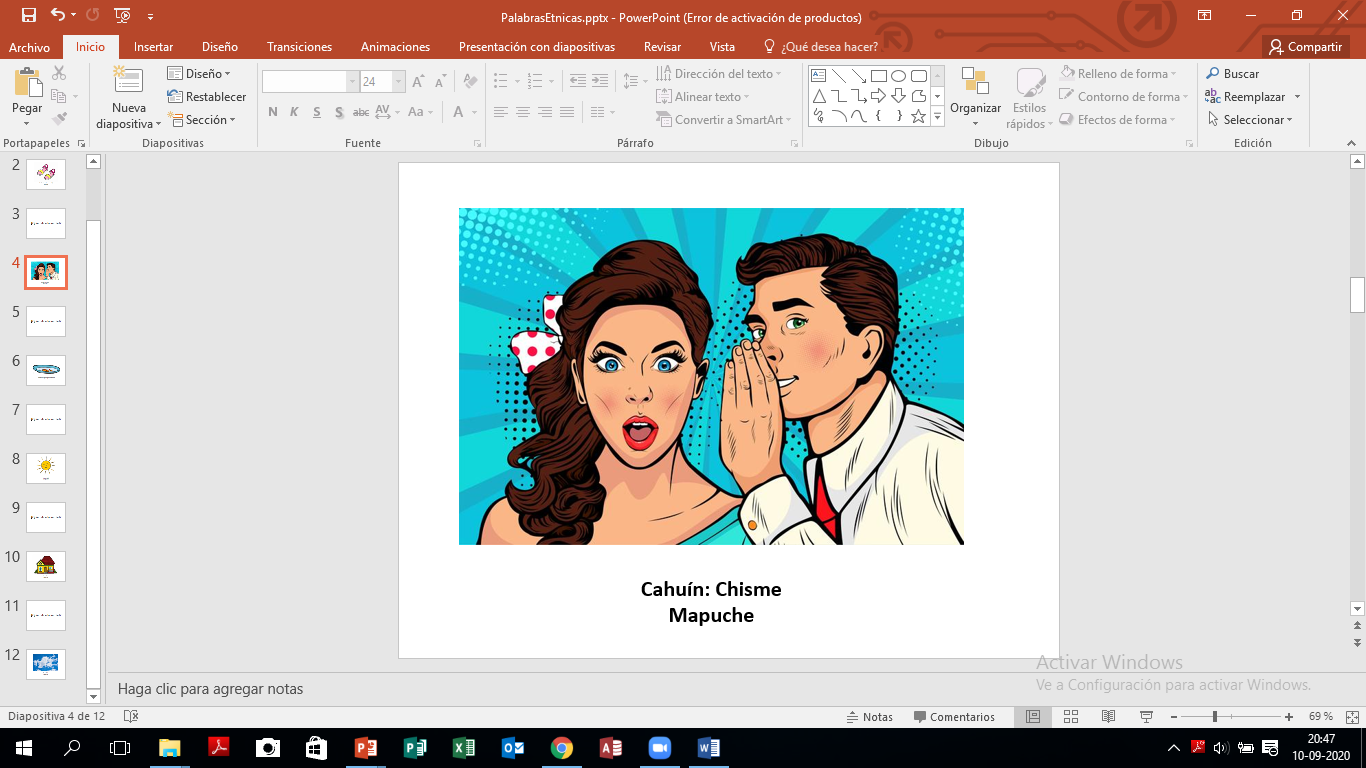 PalabrasEtnicas.pptx - PowerPoint (Error de activación de productos)
Archivo
Inicio
Insertar
Diseño
Transiciones
Animaciones
Presentación con diapositivas
Revisar
Vista
¿Qué desea hacer?
Compartir
Pegar
Nueva
diapositiva
Diseño
Restablecer
Sección
24
N K S S abc AV Aa A
Dirección del texto
Alinear texto
Convertir a SmartArt
Organizar
Estilos
rápidos
Relleno de forma
Contorno de forma
Efectos de forma
Buscar
Reemplazar
Seleccionar
Portapapeles
Diapositivas
Fuente
Párrafo
Dibujo
Edición
2
3
4
5
6
7
8
9
10
11
12
Cahuín: Chisme
Mapuche
Activar Windows
Ve a Configuración para activar Windows.
Haga clic para agregar notas
Diapositiva 4 de 12
Notas
Comentarios
69 %
20:47
10-09-2020